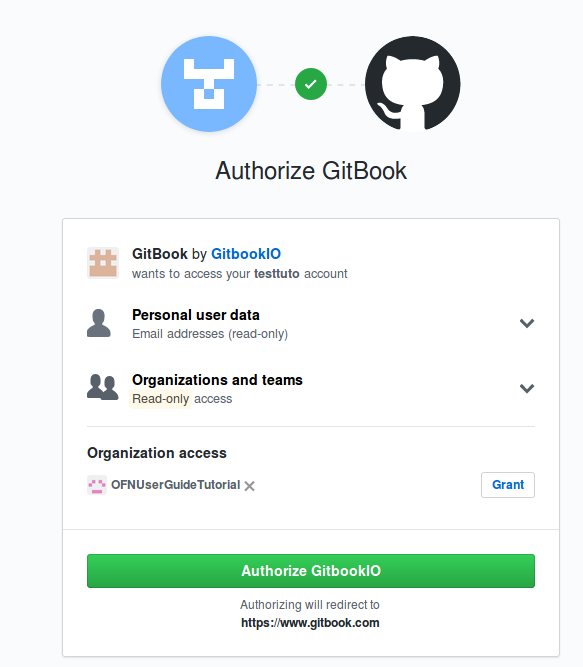 Authorize GitBook
GitBook by GitbookIO
wants to access your testtuto account
Personal user data
Email addresses (read-only)
Organizations and teams
Read-only access
Organization access
OFNUserGuideTutorial
Grant
Authorize GitbookIO
Authorizing will redirect to
https://www.gitbook.com